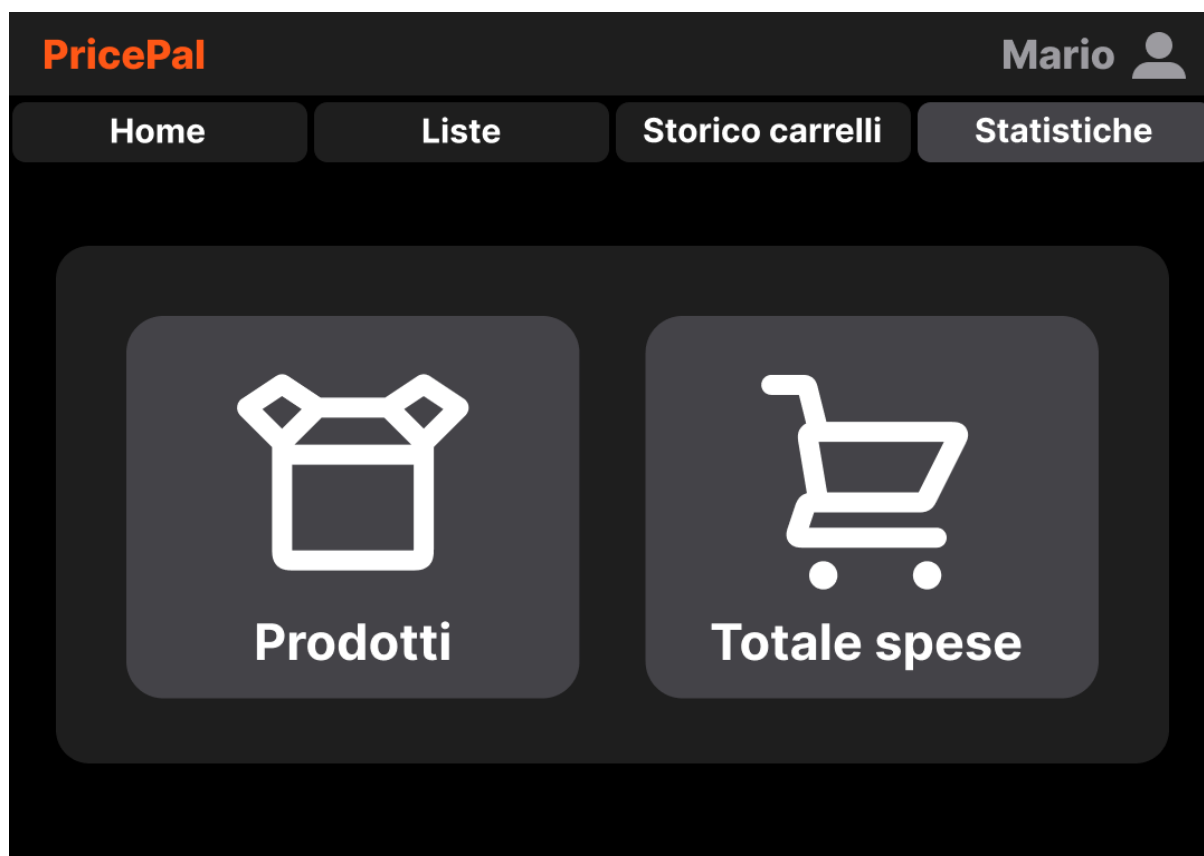 PricePal
Mario
Home
Liste
Storico carrelli
Statistiche
Prodotti
Totale spese